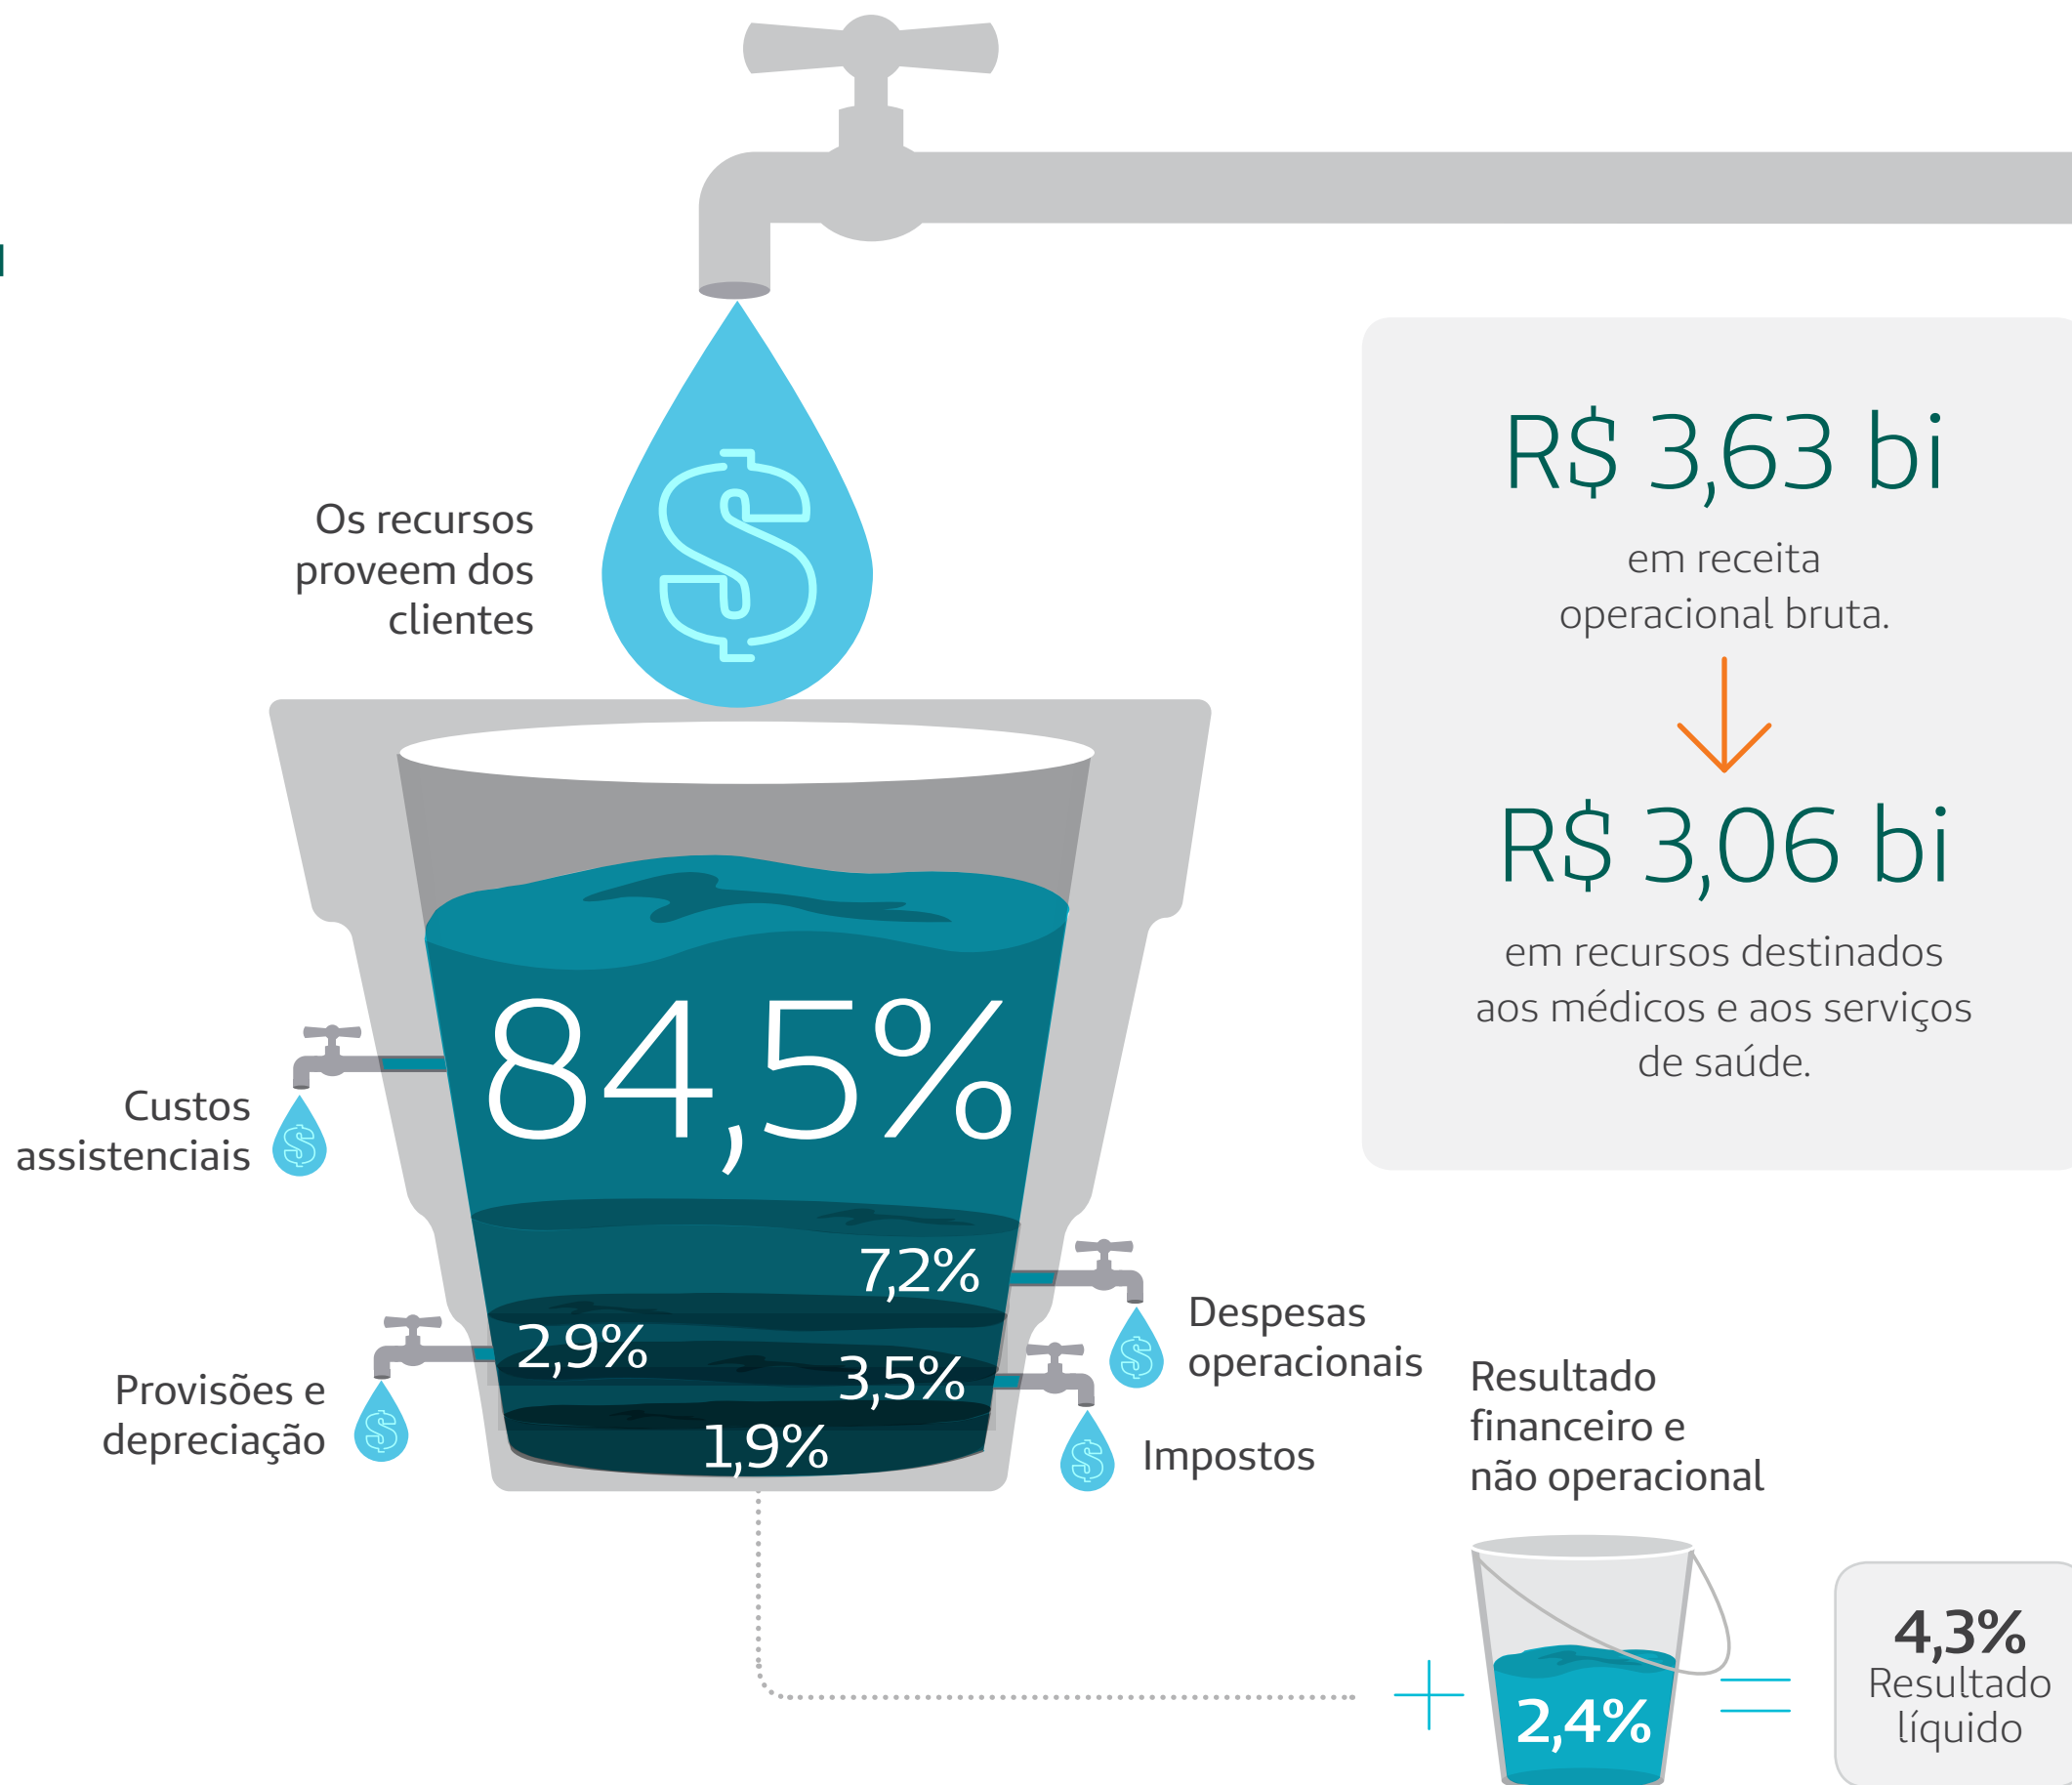 Os recursos
proveem dos
clientes
R$ 3,63 bi
em receita
operacional bruta.
R$ 3,06 bi
em recursos destinados
aos médicos e aos serviços
de saúde.
84,5%
Custos
assistenciais
7,2%
Despesas
operacionais
2,9%
Provisões e
depreciação
3,5%
Impostos
1,9%
Resultado
financeiro e
não operacional
2,4%
4,3%
Resultado
líquido